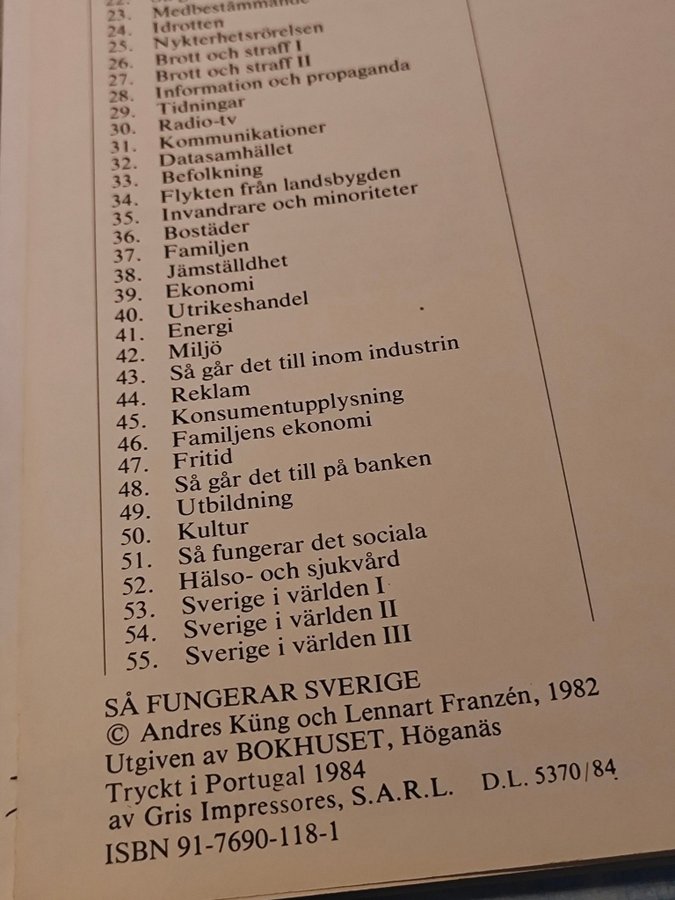 23. Medbestämmande
24. Idrotten
25. Nykterhetsrörelsen
26. Brott och straff I
27. Brott och straff II
28. Information och propaganda
29. Tidningar
30. Radio-tv
31. Kommunikationer
32. Datasamhället
33. Befolkning
34. Flykten från landsbygden
35. Invandrare och minoriteter
36. Bostäder
37. Familjen
38. Jämställdhet
39. Ekonomi
40. Utrikeshandel
41. Energi
42. Miljö
43. Så går det till inom industrin
44. Reklam
45. Konsumentupplysning
46. Familjens ekonomi
47. Fritid
48. Så går det till på banken
49. Utbildning
50. Kultur
51. Så fungerar det sociala
52. Hälso- och sjukvård
53. Sverige i världen I
54. Sverige i världen II
55. Sverige i världen III
SÅ FUNGERAR SVERIGE
© Andres Küng och Lennart Franzén, 1982
Utgiven av BOKHUSET, Höganäs
Tryckt i Portugal 1984
av Gris Impressores, S.A.R.L. D.L. 5370/84
ISBN 91-7690-118-1